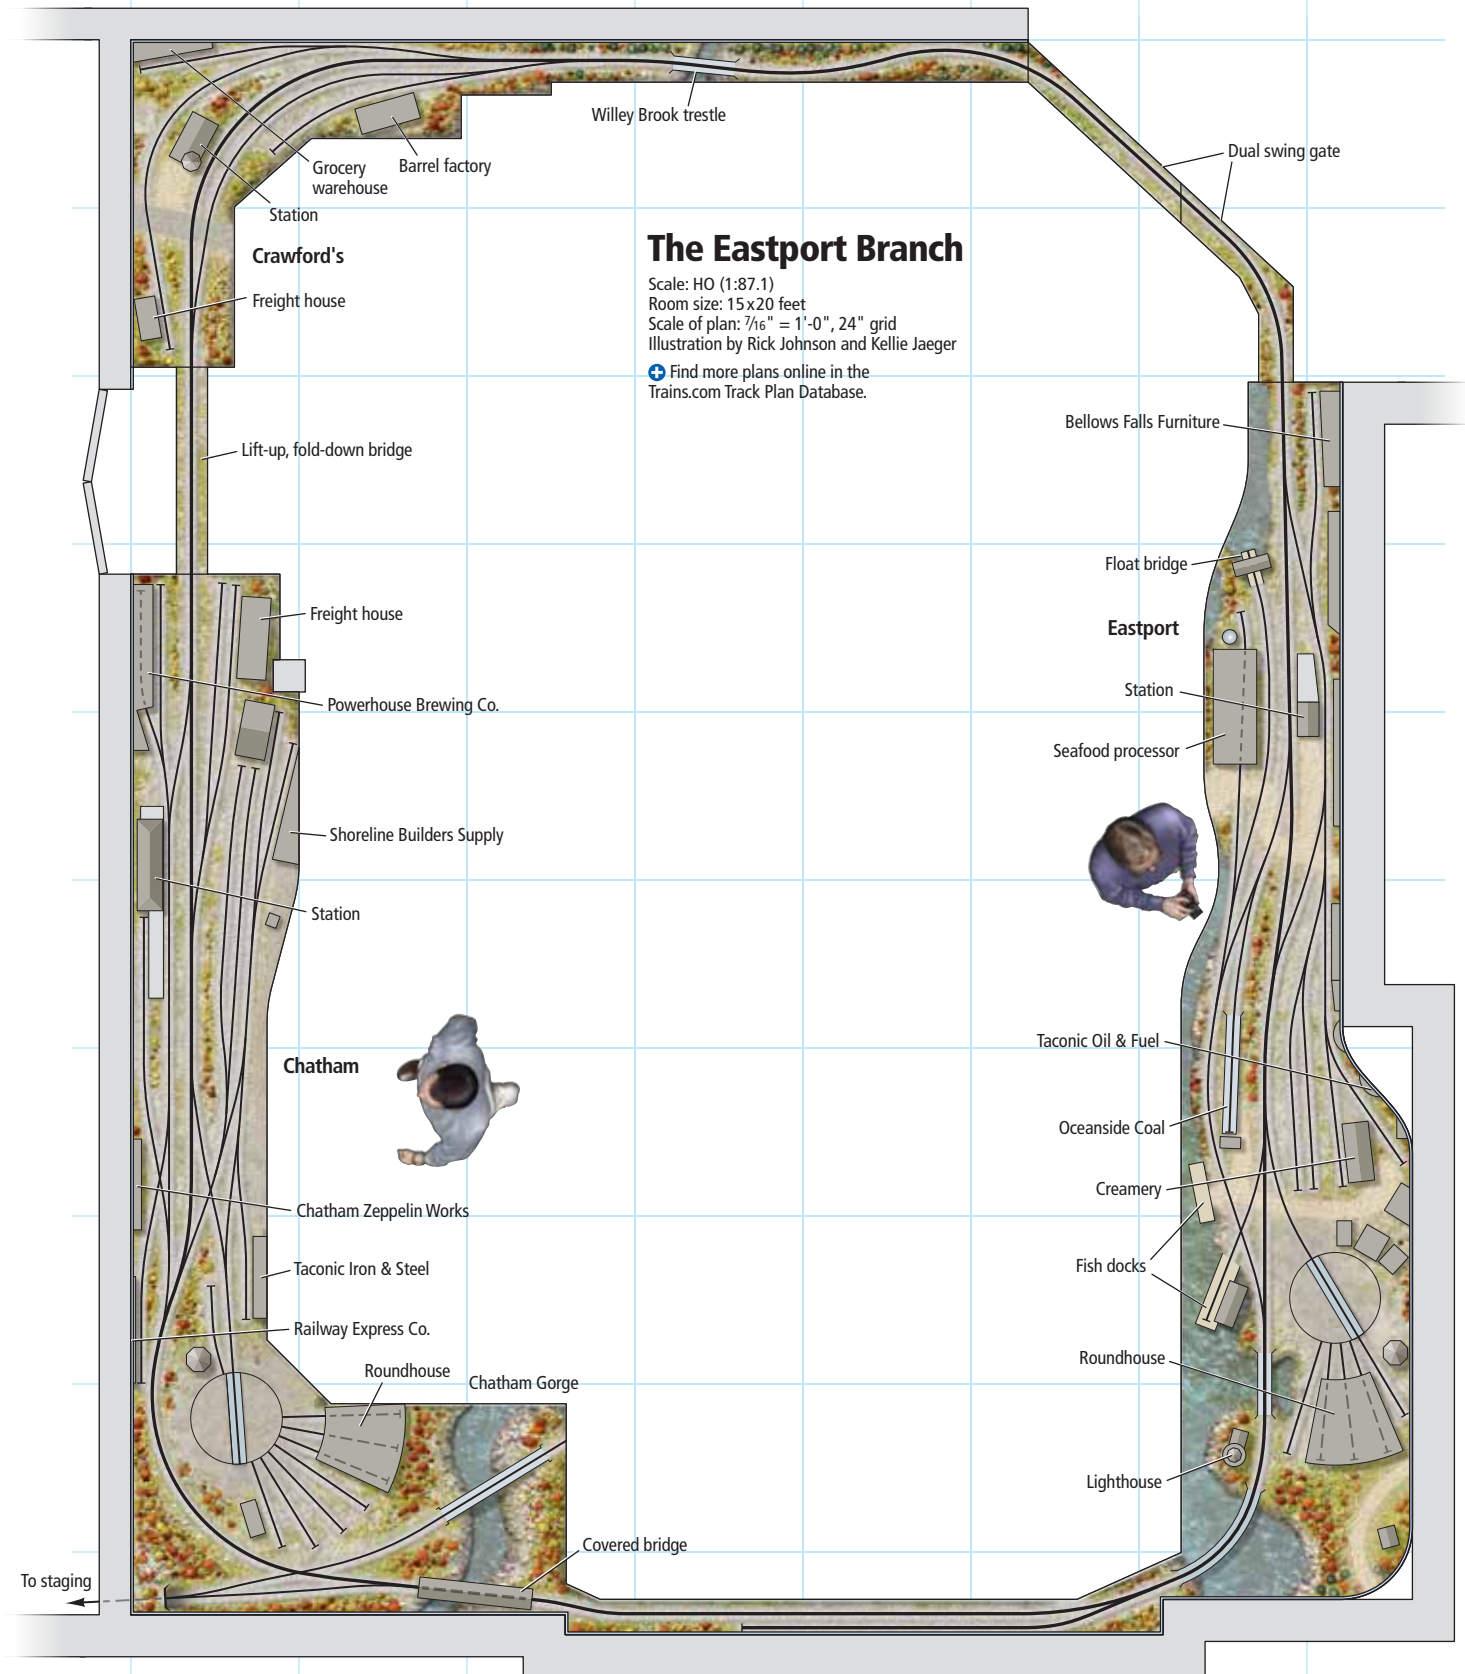 Willey Brook trestle
Dual swing gate
Grocery
warehouse
Barrel factory
Station
Crawford's
Freight house
The Eastport Branch
Scale: HO (1:87.1)
Room size: 15x20 feet
Scale of plan: 7/16" = 1'-0", 24" grid
Illustration by Rick Johnson and Kellie Jaeger
Find more plans online in the
Trains.com Track Plan Database.
Lift-up, fold-down bridge
Bellows Falls Furniture
Float bridge
Freight house
Eastport
Station
Powerhouse Brewing Co.
Seafood processor
Shoreline Builders Supply
Station
Taconic Oil & Fuel
Chatham
Oceanside Coal
Creamery
Chatham Zeppelin Works
Fish docks
Taconic Iron & Steel
Railway Express Co.
Roundhouse
Roundhouse
Chatham Gorge
Lighthouse
Covered bridge
To staging